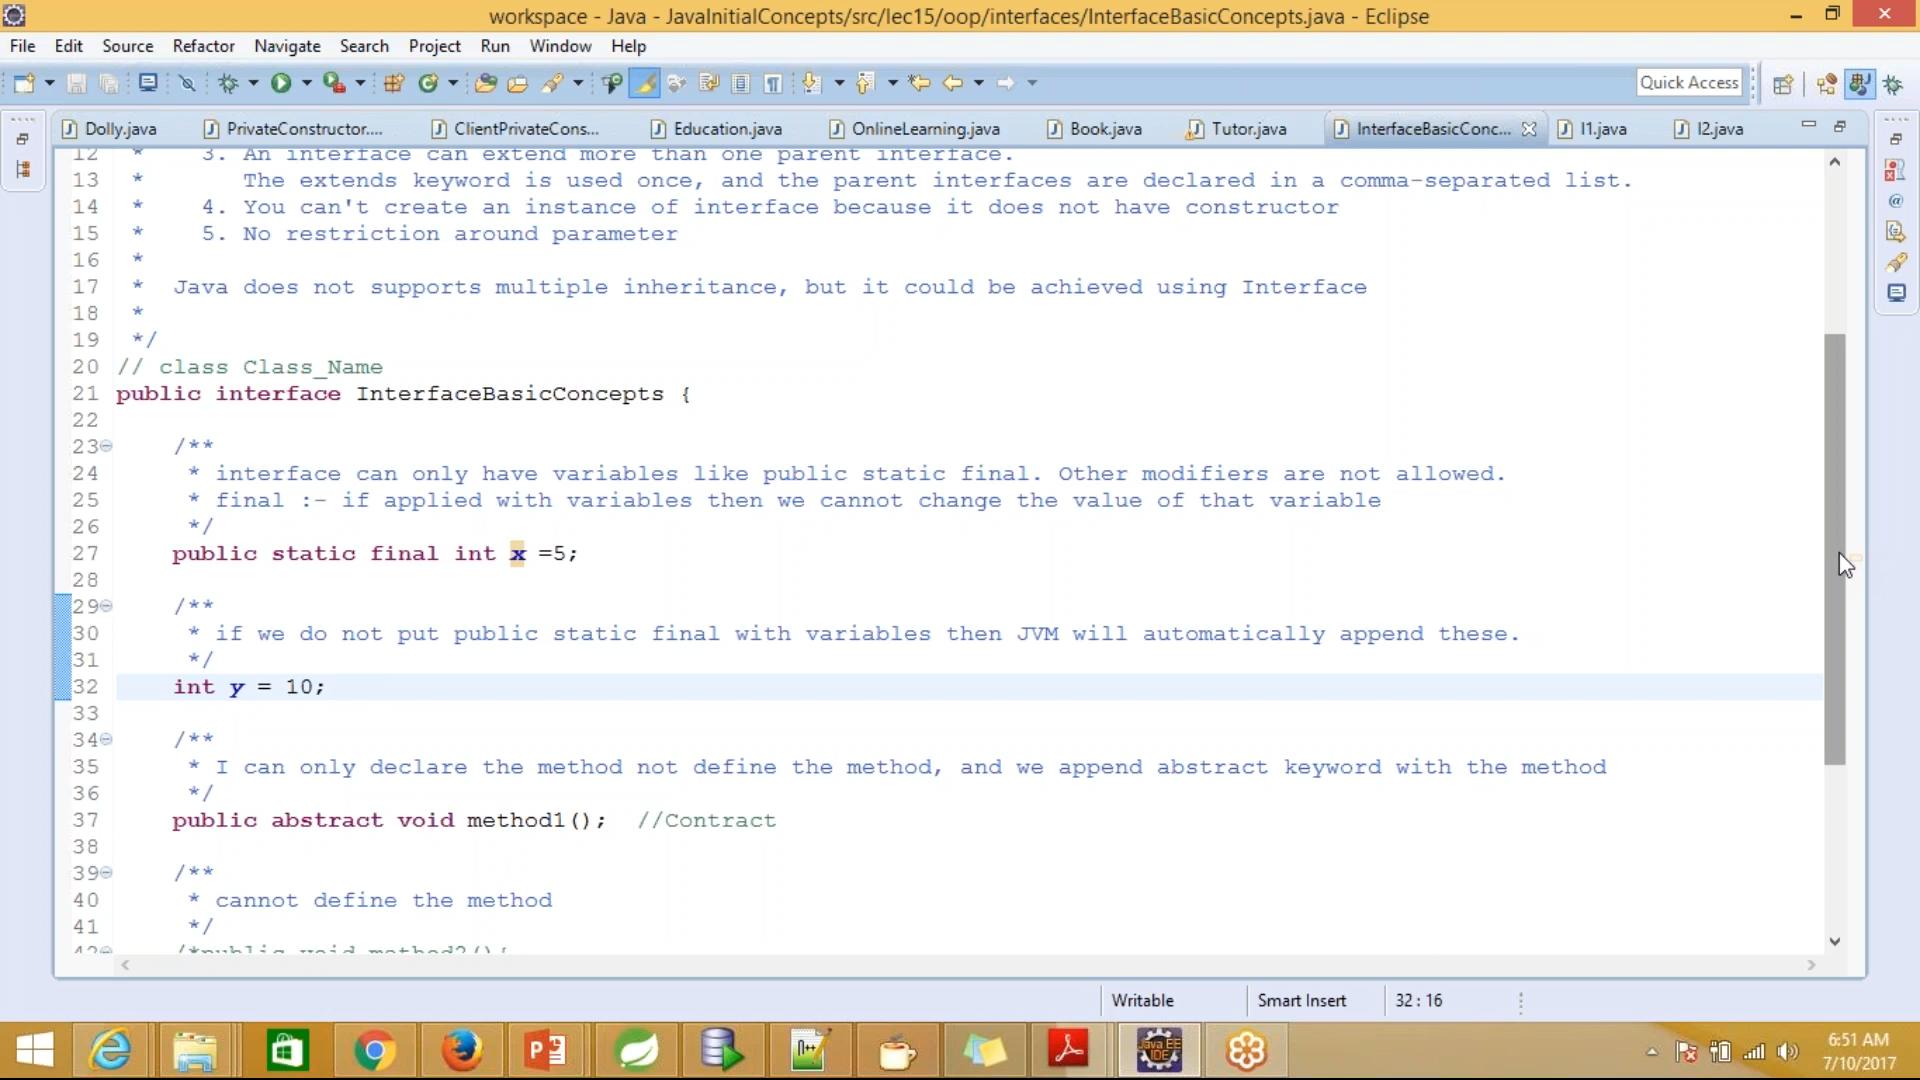 workspace - Java - JavaInitialConcepts/src/lec15/oop/interfaces/InterfaceBasicConcepts.java - Eclipse
File Edit Source Refactor Navigate Search Project Run Window Help
Quick Access
Dolly.java PrivateConstructor.... ClientPrivateCons... Education.java OnlineLearning.java Book.java Tutor.java InterfaceBasicConc... I1.java I2.java
12 * 3. An interface can extend more than one parent interface.
13 * The extends keyword is used once, and the parent interfaces are declared in a comma-separated list.
14 * 4. You can't create an instance of interface because it does not have constructor
15 * 5. No restriction around parameter
16 *
17 * Java does not supports multiple inheritance, but it could be achieved using Interface
18 *
19 */
20 // class Class_Name
21 public interface InterfaceBasicConcepts {
22
23 /**
24 * interface can only have variables like public static final. Other modifiers are not allowed.
25 * final :- if applied with variables then we cannot change the value of that variable
26 */
27 public static final int x =5;
28
29 /**
30 * if we do not put public static final with variables then JVM will automatically append these.
31 */
32 int y = 10;
33
34 /**
35 * I can only declare the method not define the method, and we append abstract keyword with the method
36 */
37 public abstract void method1(); //Contract
38
39 /**
40 * cannot define the method
41 */
42 /*public void method2(){
Writable Smart Insert 32 : 16
Java EE
IDE
6:51 AM
7/10/2017